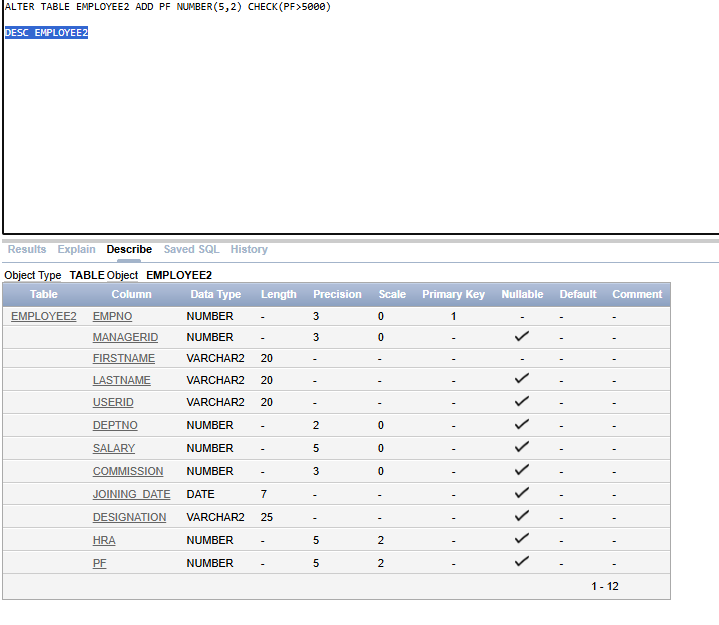 ALTER TABLE EMPLOYEE2 ADD PF NUMBER(5,2) CHECK(PF>5000)
DESC EMPLOYEE2
Results Explain Describe Saved SQL History
Object Type TABLE Object EMPLOYEE2
Table Column Data Type Length Precision Scale Primary Key Nullable Default Comment
EMPLOYEE2 EMPNO NUMBER - 3 0 1 - - -
MANAGERID NUMBER - 3 0 - ✓ - -
FIRSTNAME VARCHAR2 20 - - - - - -
LASTNAME VARCHAR2 20 - - - ✓ - -
USERID VARCHAR2 20 - - - ✓ - -
DEPTNO NUMBER - 2 0 - ✓ - -
SALARY NUMBER - 5 0 - ✓ - -
COMMISSION NUMBER - 3 0 - ✓ - -
JOINING_DATE DATE 7 - - - ✓ - -
DESIGNATION VARCHAR2 25 - - - ✓ - -
HRA NUMBER - 5 2 - ✓ - -
PF NUMBER - 5 2 - ✓ - -
1 - 12